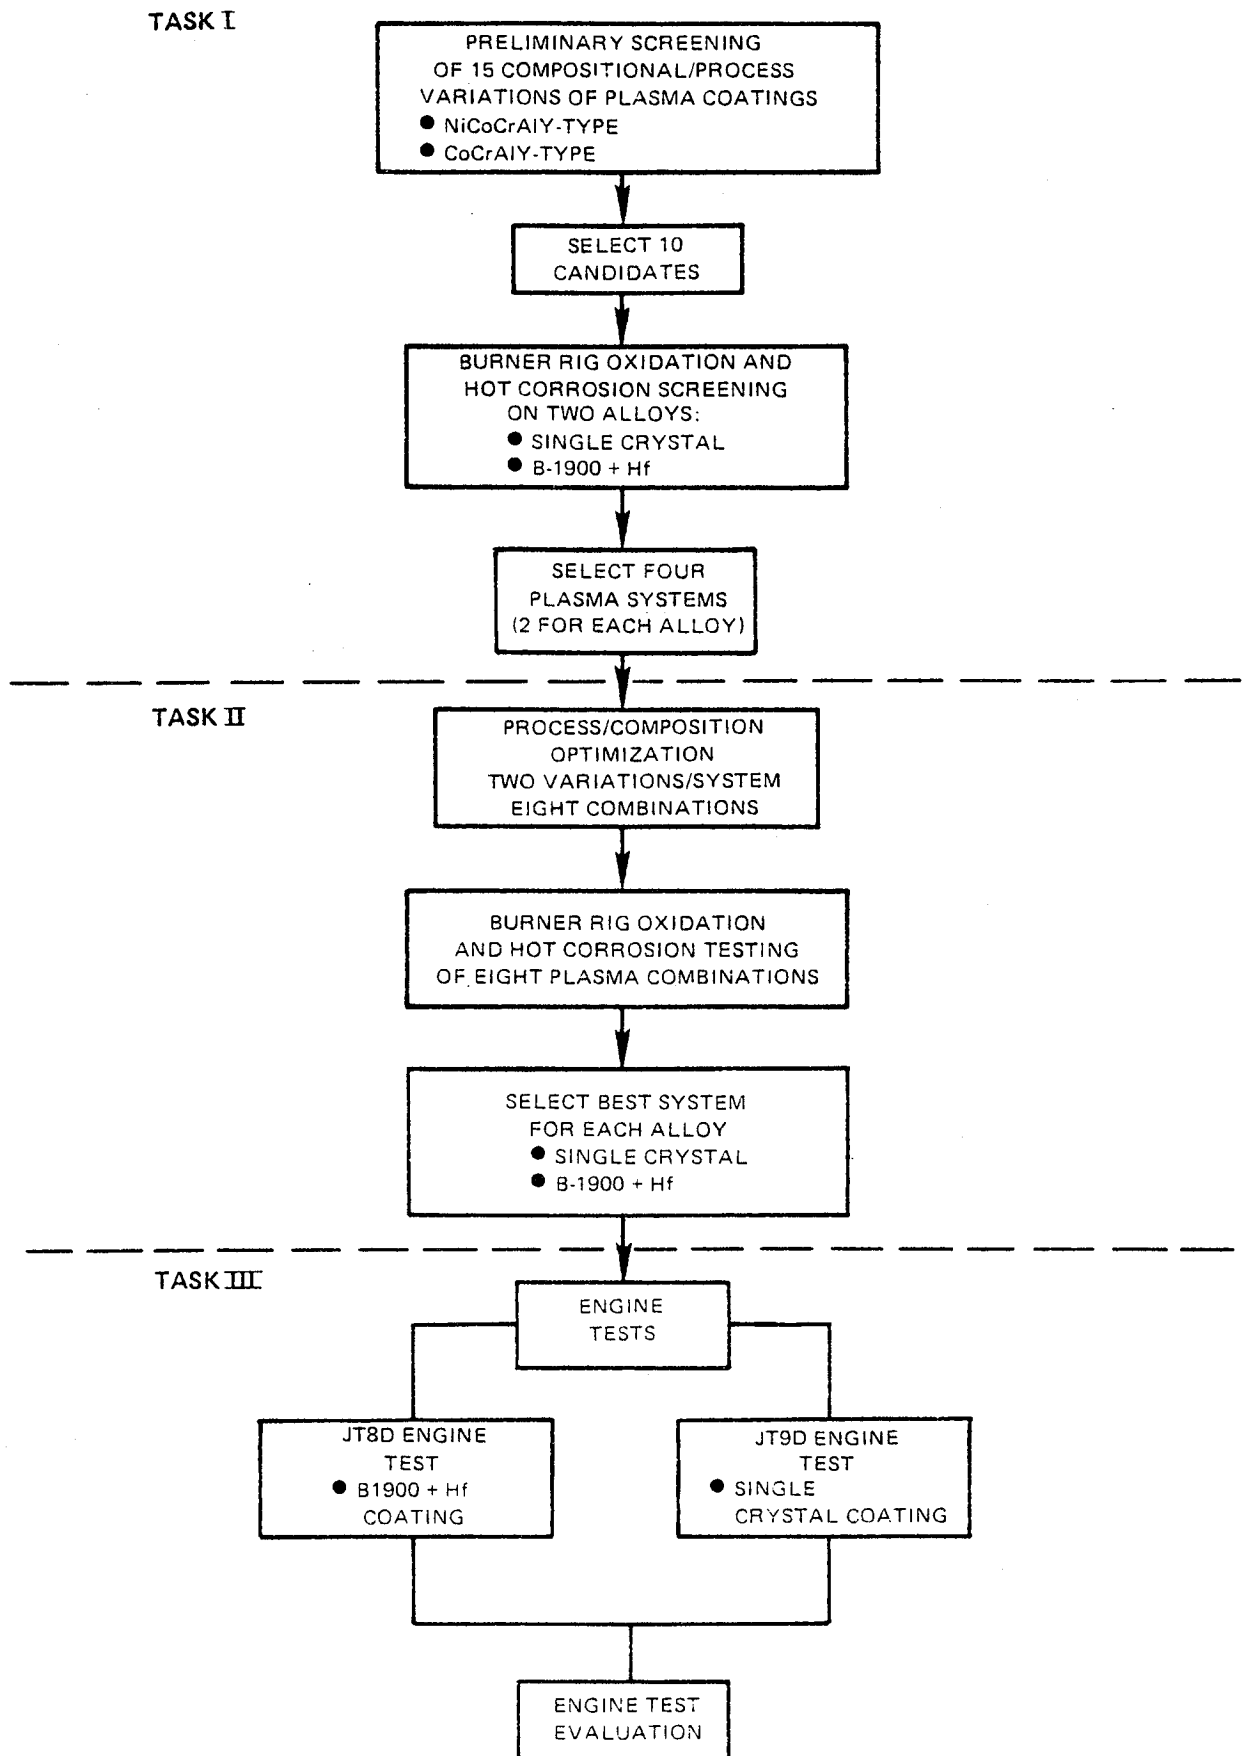 TASK I
PRELIMINARY SCREENING
OF 15 COMPOSITIONAL/PROCESS
VARIATIONS OF PLASMA COATINGS
● NiCoCrAlY-TYPE
● CoCrAlY-TYPE
SELECT 10
CANDIDATES
BURNER RIG OXIDATION AND
HOT CORROSION SCREENING
ON TWO ALLOYS:
● SINGLE CRYSTAL
● B-1900 + Hf
SELECT FOUR
PLASMA SYSTEMS
(2 FOR EACH ALLOY)
TASK II
PROCESS/COMPOSITION
OPTIMIZATION
TWO VARIATIONS/SYSTEM
EIGHT COMBINATIONS
BURNER RIG OXIDATION
AND HOT CORROSION TESTING
OF EIGHT PLASMA COMBINATIONS
SELECT BEST SYSTEM
FOR EACH ALLOY
● SINGLE CRYSTAL
● B-1900 + Hf
TASK III
ENGINE
TESTS
JT8D ENGINE
TEST
● B1900 + Hf
COATING
JT9D ENGINE
TEST
● SINGLE
CRYSTAL COATING
ENGINE TEST
EVALUATION